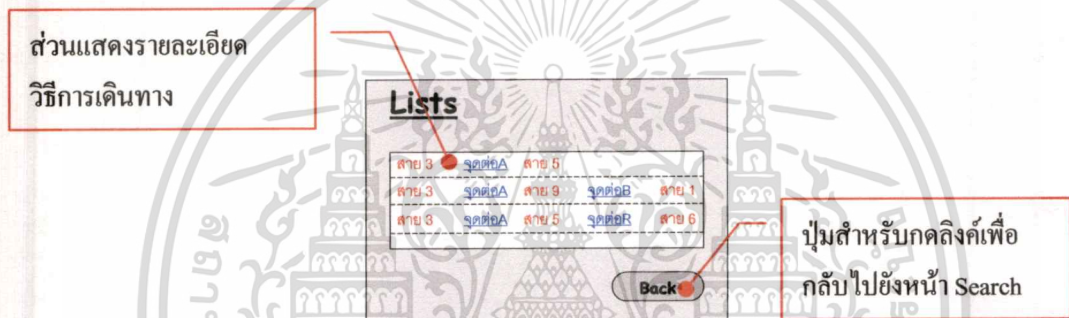 ส่วนแสดงรายละเอียด
วิธีการเดินทาง
Lists
สาย 3 จุดต่อA สาย 5
สาย 3 จุดต่อA สาย 9 จุดต่อB สาย 1
สาย 3 จุดต่อA สาย 5 จุดต่อR สาย 6
Back
ปุ่มสำหรับกดลิงค์เพื่อ
กลับไปยังหน้า Search